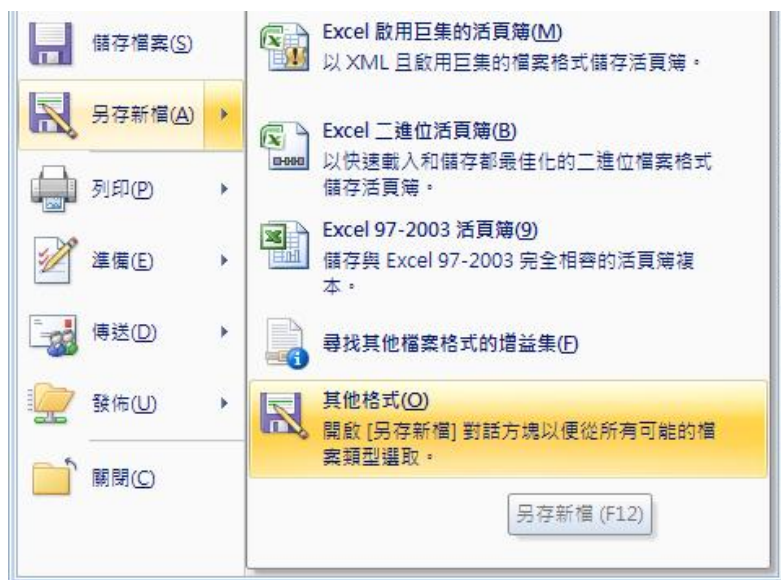 儲存檔案(S)
另存新檔(A)
列印(P)
準備(E)
傳送(D)
發佈(U)
關閉(C)
Excel 啟用巨集的活頁簿(M)
以 XML 且啟用巨集的檔案格式儲存活頁簿。
Excel 二進位活頁簿(B)
以快速載入和儲存都最佳化的二進位檔案格式
儲存活頁簿。
Excel 97-2003 活頁簿(9)
儲存與 Excel 97-2003 完全相容的活頁簿複
本。
尋找其他檔案格式的增益集(F)
其他格式(O)
開啟 [另存新檔] 對話方塊以便從所有可能的檔
案類型選取。
另存新檔 (F12)